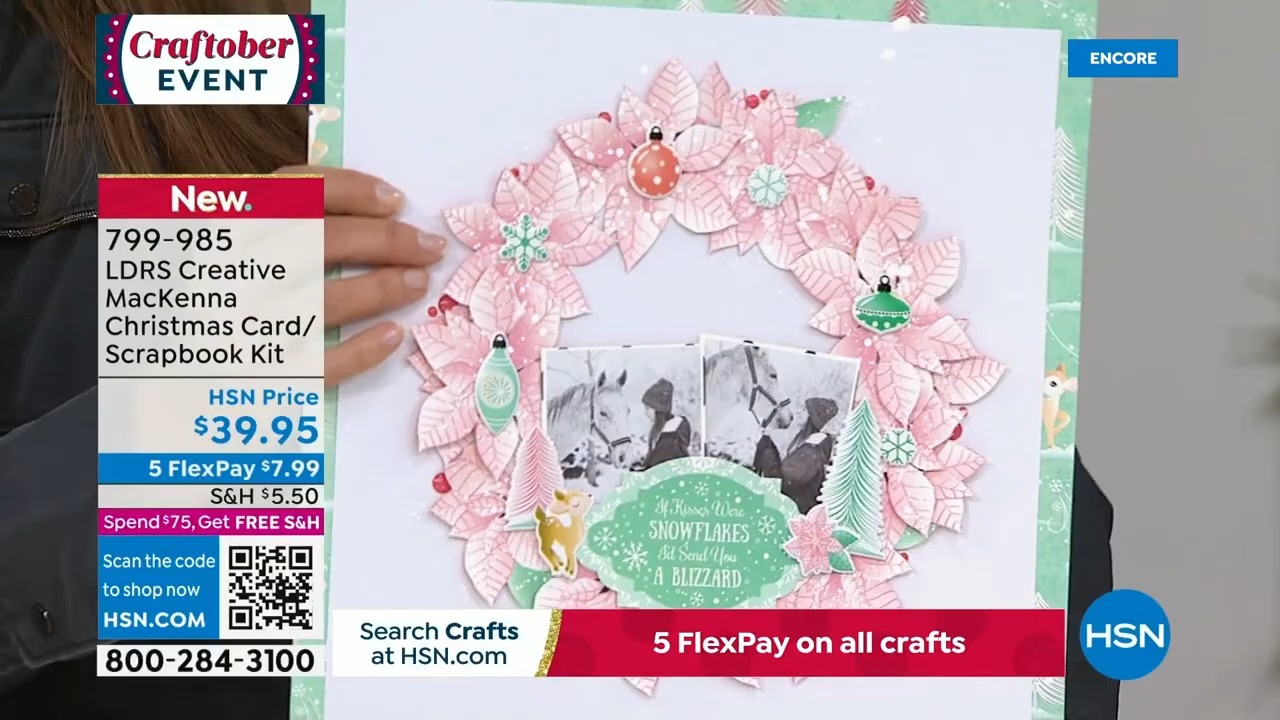 Craftober
EVENT
ENCORE
New.
799-985
LDRS Creative
MacKenna
Christmas Card/
Scrapbook Kit
HSN Price
$39.95
5 FlexPay $7.99
S&H $5.50
Spend $75, Get FREE S&H
Scan the code
to shop now
HSN.COM
800-284-3100
If Kisses Were
SNOWFLAKES
I'd Send You
A BLIZZARD
Search Crafts
at HSN.com
5 FlexPay on all crafts
HSN